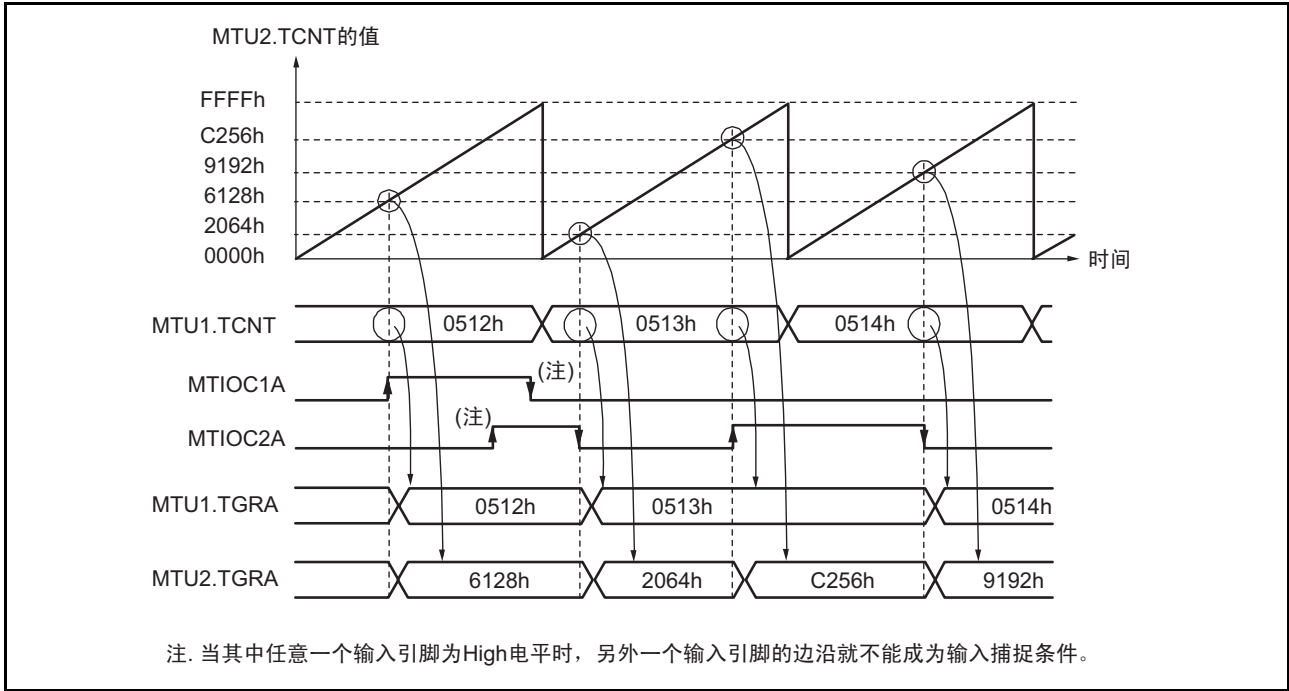 MTU2.TCNT的值
FFFFh
C256h
9192h
6128h
2064h
0000h
时间
MTU1.TCNT 0512h 0513h 0514h
MTIOC1A (注)
MTIOC2A (注)
MTU1.TGRA 0512h 0513h 0514h
MTU2.TGRA 6128h 2064h C256h 9192h
注. 当其中任意一个输入引脚为High电平时，另外一个输入引脚的边沿就不能成为输入捕捉条件。